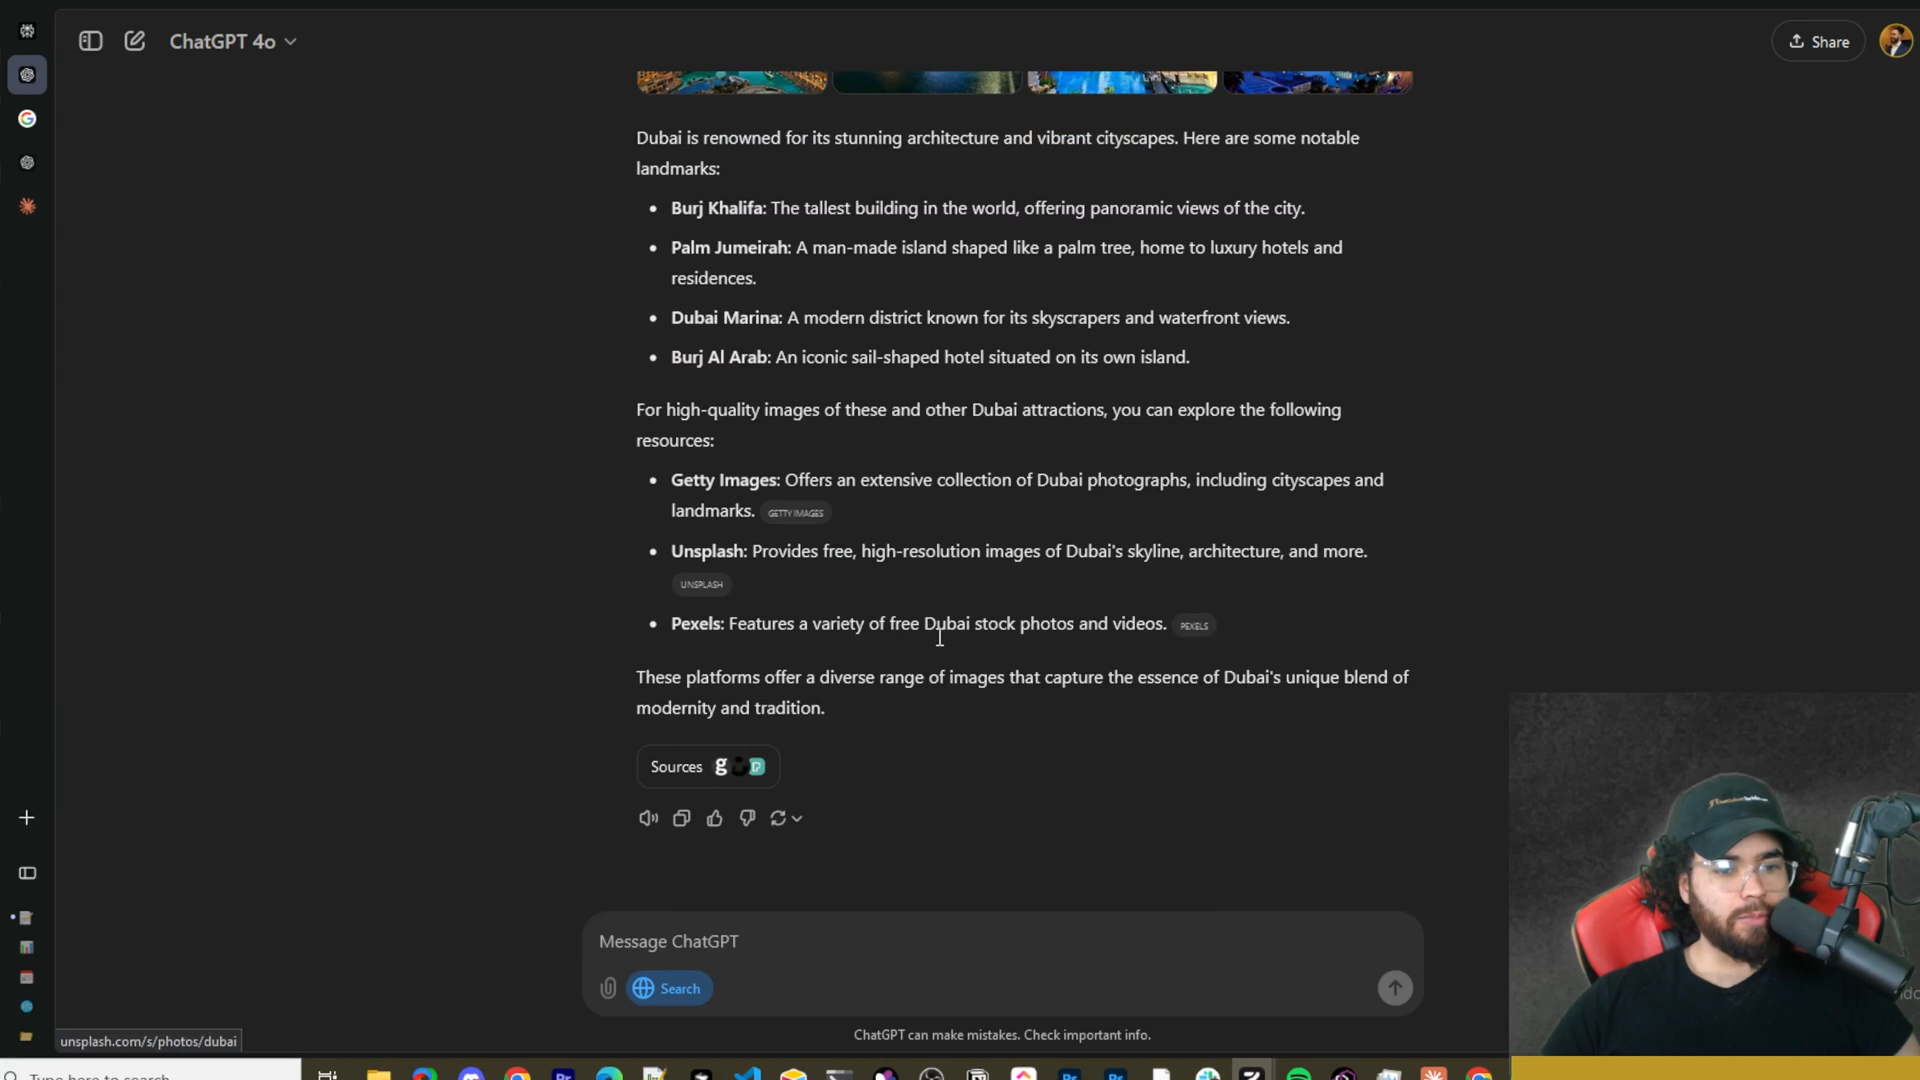 ChatGPT 4o
Share
Dubai is renowned for its stunning architecture and vibrant cityscapes. Here are some notable
landmarks:
• Burj Khalifa: The tallest building in the world, offering panoramic views of the city.
• Palm Jumeirah: A man-made island shaped like a palm tree, home to luxury hotels and
residences.
• Dubai Marina: A modern district known for its skyscrapers and waterfront views.
• Burj Al Arab: An iconic sail-shaped hotel situated on its own island.
For high-quality images of these and other Dubai attractions, you can explore the following
resources:
• Getty Images: Offers an extensive collection of Dubai photographs, including cityscapes and
landmarks. GETTY IMAGES
• Unsplash: Provides free, high-resolution images of Dubai's skyline, architecture, and more.
UNSPLASH
• Pexels: Features a variety of free Dubai stock photos and videos. PEXELS
These platforms offer a diverse range of images that capture the essence of Dubai's unique blend of
modernity and tradition.
Sources
Message ChatGPT
Search
ChatGPT can make mistakes. Check important info.
unsplash.com/s/photos/dubai
Type here to search